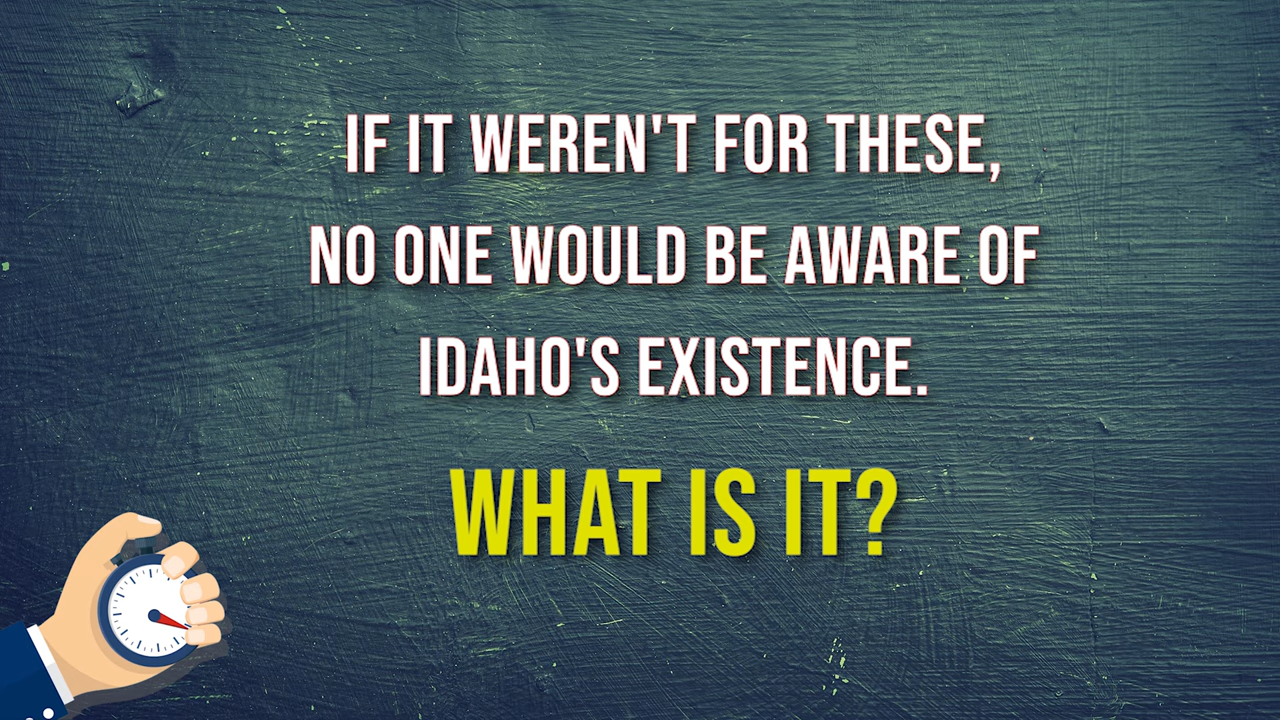 IF IT WEREN'T FOR THESE,
NO ONE WOULD BE AWARE OF
IDAHO'S EXISTENCE.
WHAT IS IT?